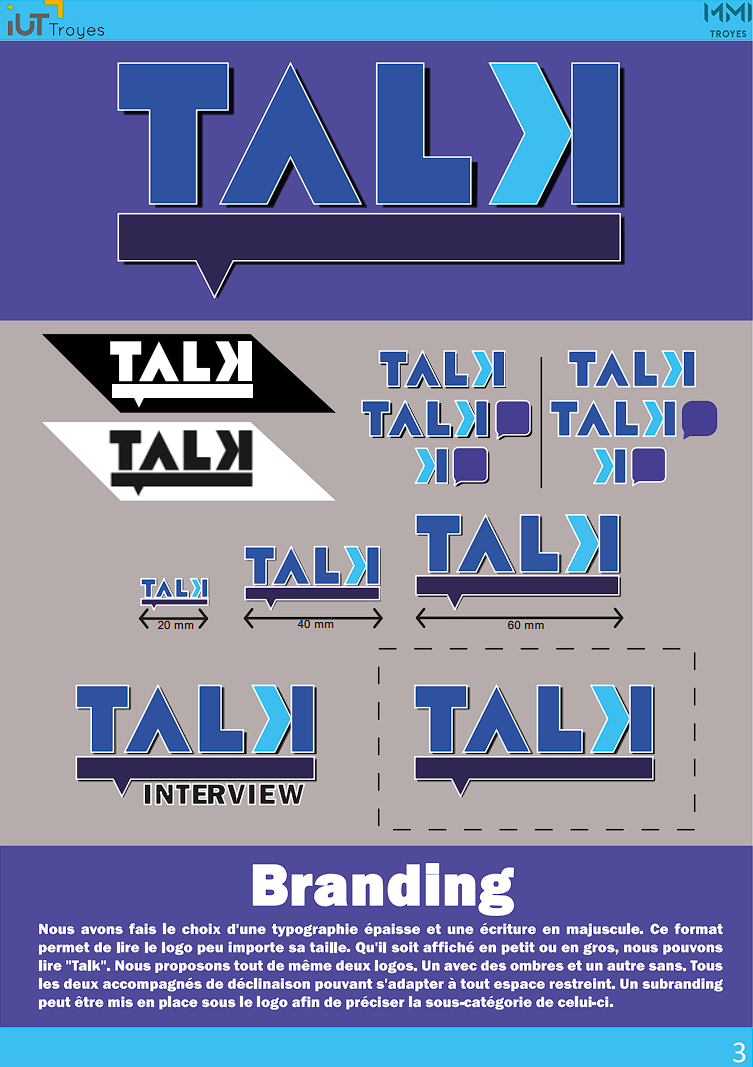 iUT Troyes
MMI
TROYES
TALK
TALK
TALK
TALK
TALK
TALK
TALK
K
K
TALK
TALK
TALK
20 mm
40 mm
60 mm
TALK
TALK
INTERVIEW
Branding
Nous avons fais le choix d'une typographie épaisse et une écriture en majuscule. Ce format
permet de lire le logo peu importe sa taille. Qu'il soit affiché en petit ou en gros, nous pouvons
lire "Talk". Nous proposons tout de même deux logos. Un avec des ombres et un autre sans. Tous
les deux accompagnés de déclinaison pouvant s'adapter à tout espace restreint. Un subranding
peut être mis en place sous le logo afin de préciser la sous-catégorie de celui-ci.
3